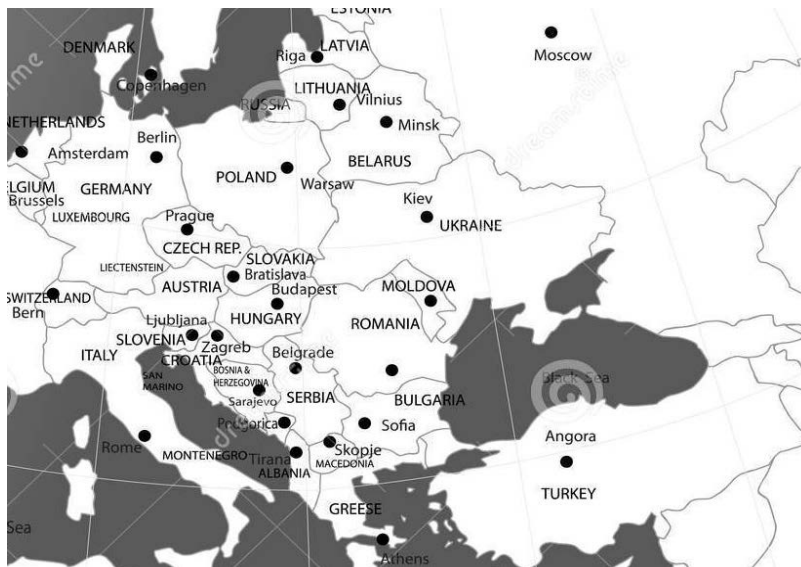 ESTONIA
DENMARK
Riga
LATVIA
Moscow
Copenhagen
LITHUANIA
RUSSIA
Vilnius
NETHERLANDS
Minsk
Berlin
Amsterdam
BELARUS
POLAND
ELGIUM
GERMANY
Warsaw
Brussels
Kiev
LUXEMBOURG
Prague
UKRAINE
CZECH REP.
SLOVAKIA
LIECTENSTEIN
Bratislava
AUSTRIA
Budapest
MOLDOVA
SWITZERLAND
Bern
Ljubljana
HUNGARY
ROMANIA
SLOVENIA
Zagreb
ITALY
CROATIA
Belgrade
BOSNIA &
HERZEGOVINA
SAN
MARINO
Black Sea
Sarajevo
SERBIA
BULGARIA
Podgorica
Sofia
Angora
Rome
Skopje
MONTENEGRO
Tirana
MACEDONIA
ALBANIA
TURKEY
GREESE
Sea
Athens
dreamstime